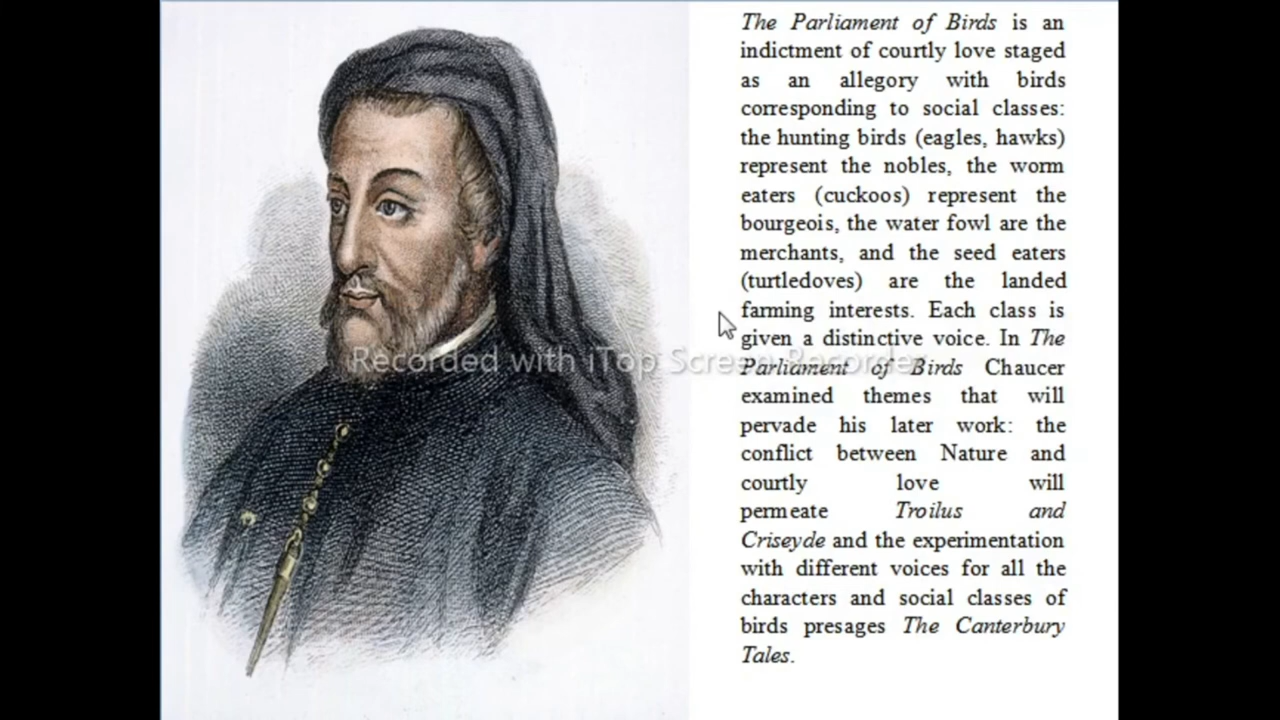 The Parliament of Birds is an
indictment of courtly love staged
as an allegory with birds
corresponding to social classes:
the hunting birds (eagles, hawks)
represent the nobles, the worm
eaters (cuckoos) represent the
bourgeois, the water fowl are the
merchants, and the seed eaters
(turtledoves) are the landed
farming interests. Each class is
given a distinctive voice. In The
Parliament of Birds Chaucer
examined themes that will
pervade his later work: the
conflict between Nature and
courtly love will
permeate Troilus and
Criseyde and the experimentation
with different voices for all the
characters and social classes of
birds presages The Canterbury
Tales.
Recorded with iTop Screen Recorder